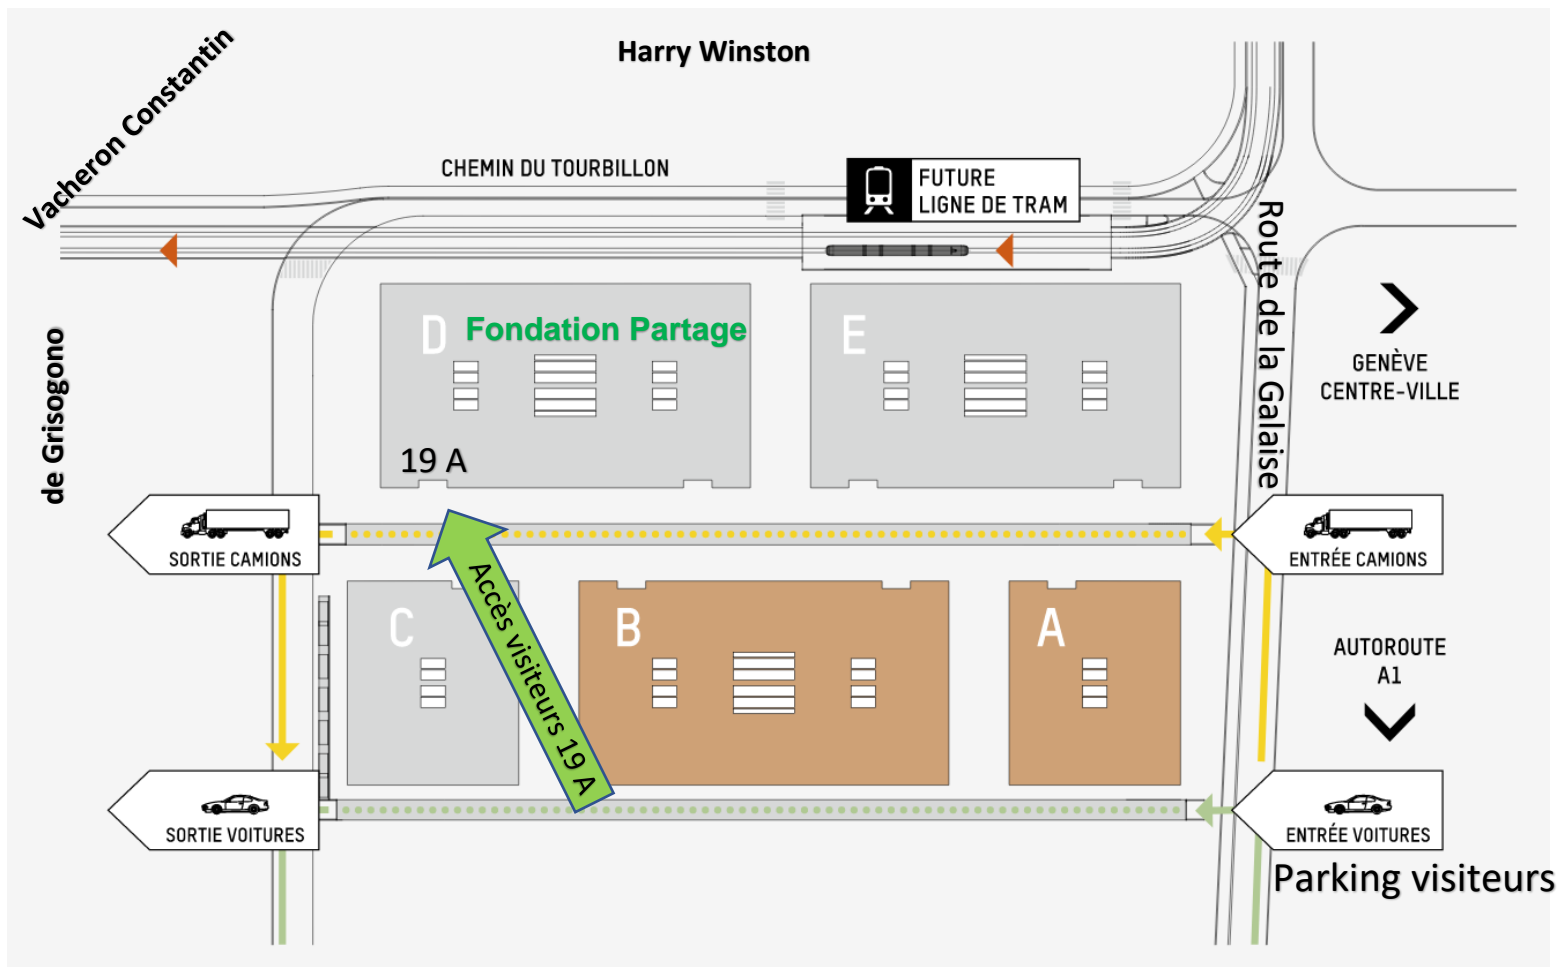 Harry Winston
Vacheron Constantin
CHEMIN DU TOURBILLON
FUTURE
LIGNE DE TRAM
Route de la Galaise
de Grisogono
D
Fondation Partage
E
GENÈVE
CENTRE-VILLE
19 A
SORTIE CAMIONS
ENTRÉE CAMIONS
Accès visiteurs 19 A
C
B
A
AUTOROUTE
A1
SORTIE VOITURES
ENTRÉE VOITURES
Parking visiteurs